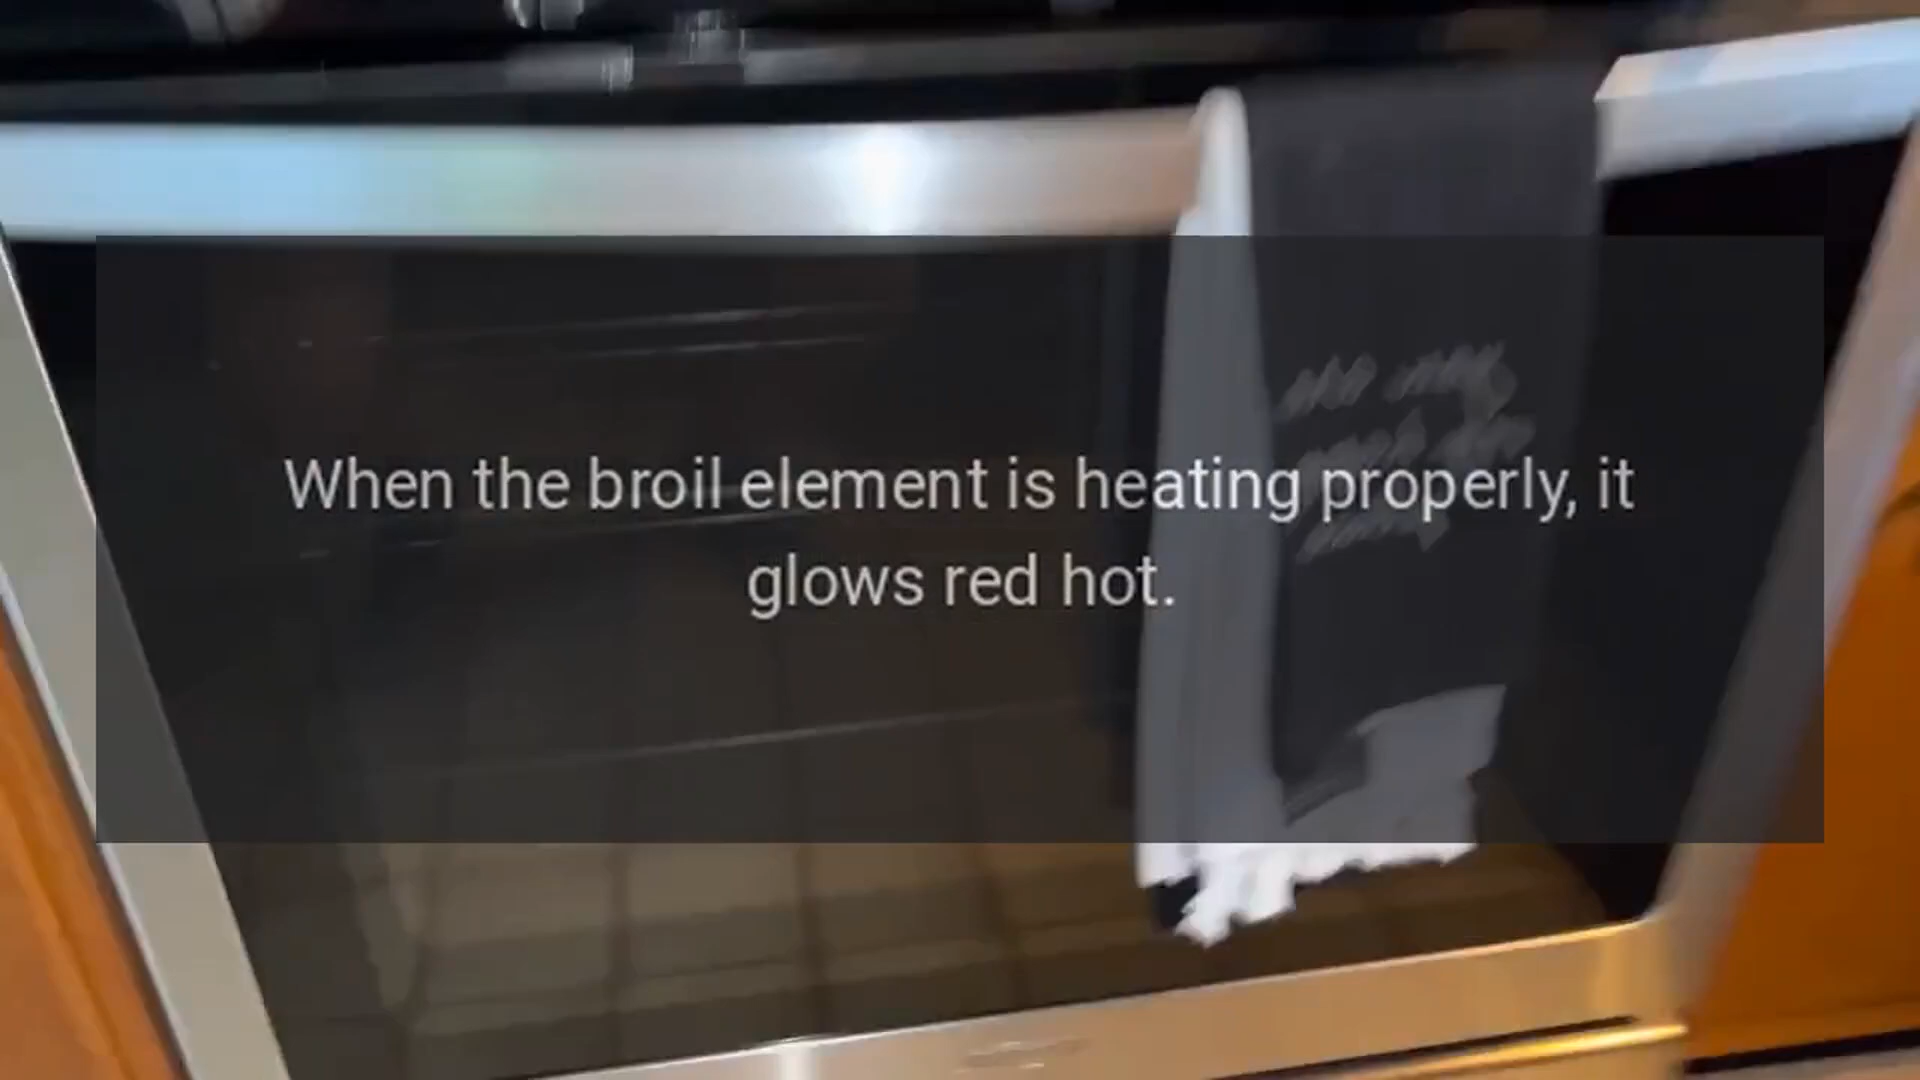 When the broil element is heating properly, it
glows red hot.